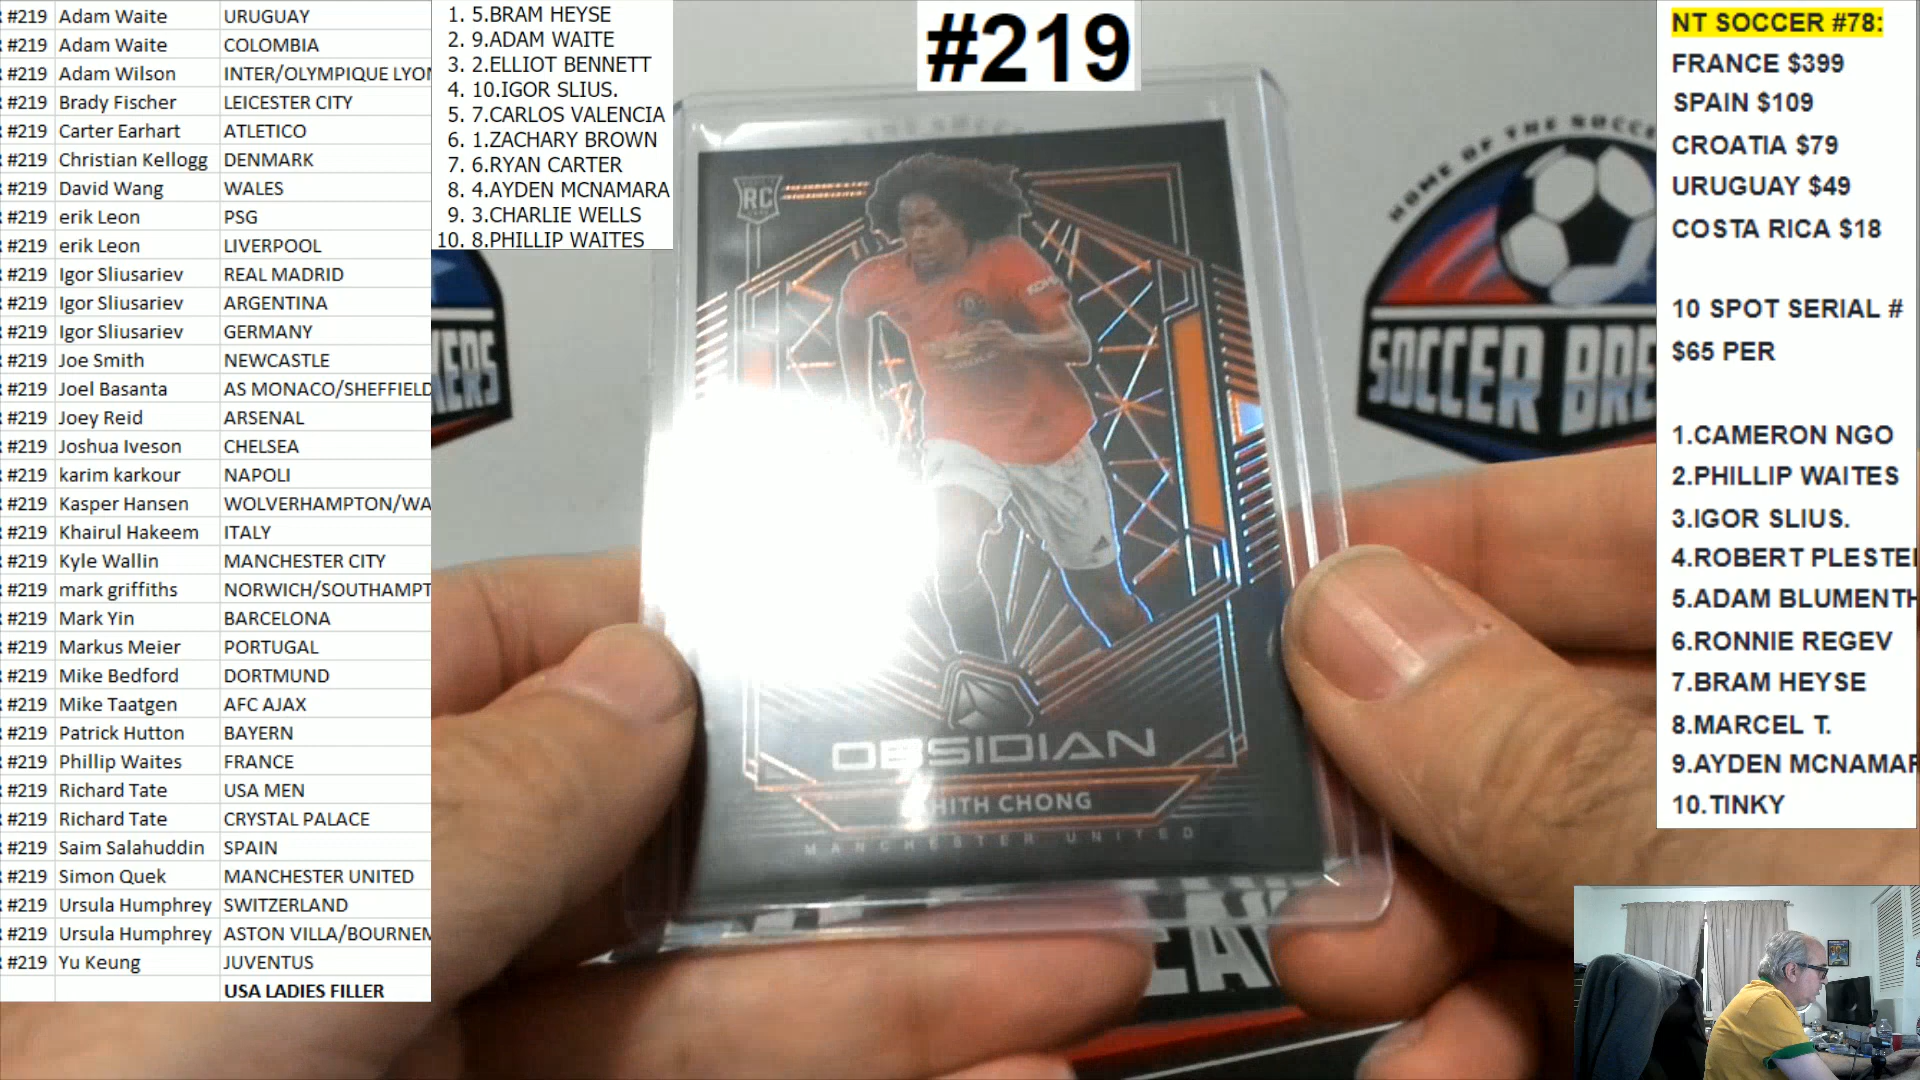 #219 Adam Waite URUGUAY
#219 Adam Waite COLOMBIA
#219 Adam Wilson INTER/OLYMPIQUE LYON
#219 Brady Fischer LEICESTER CITY
#219 Carter Earhart ATLETICO
#219 Christian Kellogg DENMARK
#219 David Wang WALES
#219 erik Leon PSG
#219 erik Leon LIVERPOOL
#219 Igor Sliusariev REAL MADRID
#219 Igor Sliusariev ARGENTINA
#219 Igor Sliusariev GERMANY
#219 Joe Smith NEWCASTLE
#219 Joel Basanta AS MONACO/SHEFFIELD
#219 Joey Reid ARSENAL
#219 Joshua Iveson CHELSEA
#219 karim karkour NAPOLI
#219 Kasper Hansen WOLVERHAMPTON/WA
#219 Khairul Hakeem ITALY
#219 Kyle Wallin MANCHESTER CITY
#219 mark griffiths NORWICH/SOUTHAMPT
#219 Mark Yin BARCELONA
#219 Markus Meier PORTUGAL
#219 Mike Bedford DORTMUND
#219 Mike Taatgen AFC AJAX
#219 Patrick Hutton BAYERN
#219 Phillip Waites FRANCE
#219 Richard Tate USA MEN
#219 Richard Tate CRYSTAL PALACE
#219 Saim Salahuddin SPAIN
#219 Simon Quek MANCHESTER UNITED
#219 Ursula Humphrey SWITZERLAND
#219 Ursula Humphrey ASTON VILLA/BOURNEM
#219 Yu Keung JUVENTUS
USA LADIES FILLER
1. 5.BRAM HEYSE
2. 9.ADAM WAITE
3. 2.ELLIOT BENNETT
4. 10.IGOR SLIUS.
5. 7.CARLOS VALENCIA
6. 1.ZACHARY BROWN
7. 6.RYAN CARTER
8. 4.AYDEN MCNAMARA
9. 3.CHARLIE WELLS
10. 8.PHILLIP WAITES
#219
RC
OBSIDIAN
CHONG
MANCHESTER UNITED
HOME OF THE SOCCE
SOCCER BRE
KERS
NT SOCCER #78:
FRANCE $399
SPAIN $109
CROATIA $79
URUGUAY $49
COSTA RICA $18
10 SPOT SERIAL #
$65 PER
1.CAMERON NGO
2.PHILLIP WAITES
3.IGOR SLIUS.
4.ROBERT PLESTE
5.ADAM BLUMENTH
6.RONNIE REGEV
7.BRAM HEYSE
8.MARCEL T.
9.AYDEN MCNAMAR
10.TINKY